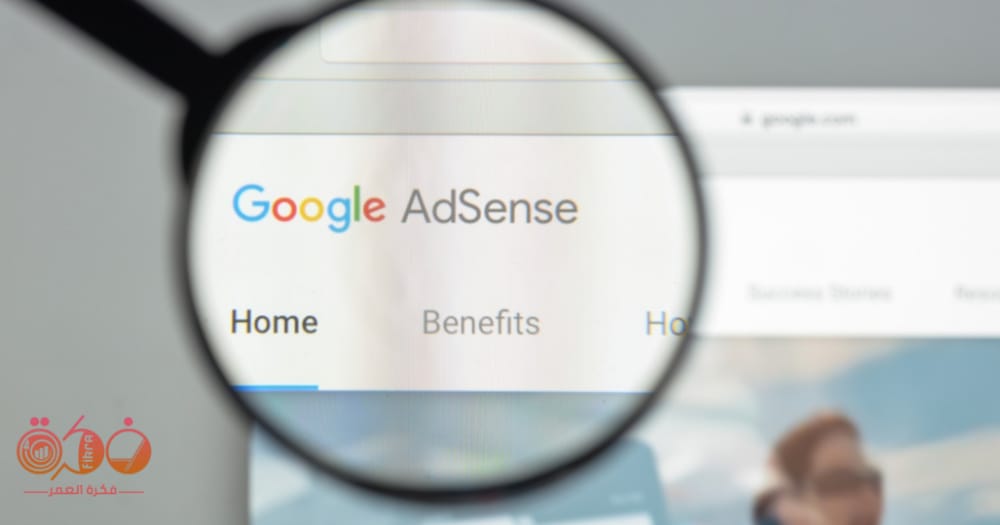 google.com
Google AdSense
Home Benefits Ho
Success Stories
فكرة
Fikra
فكرة العمر